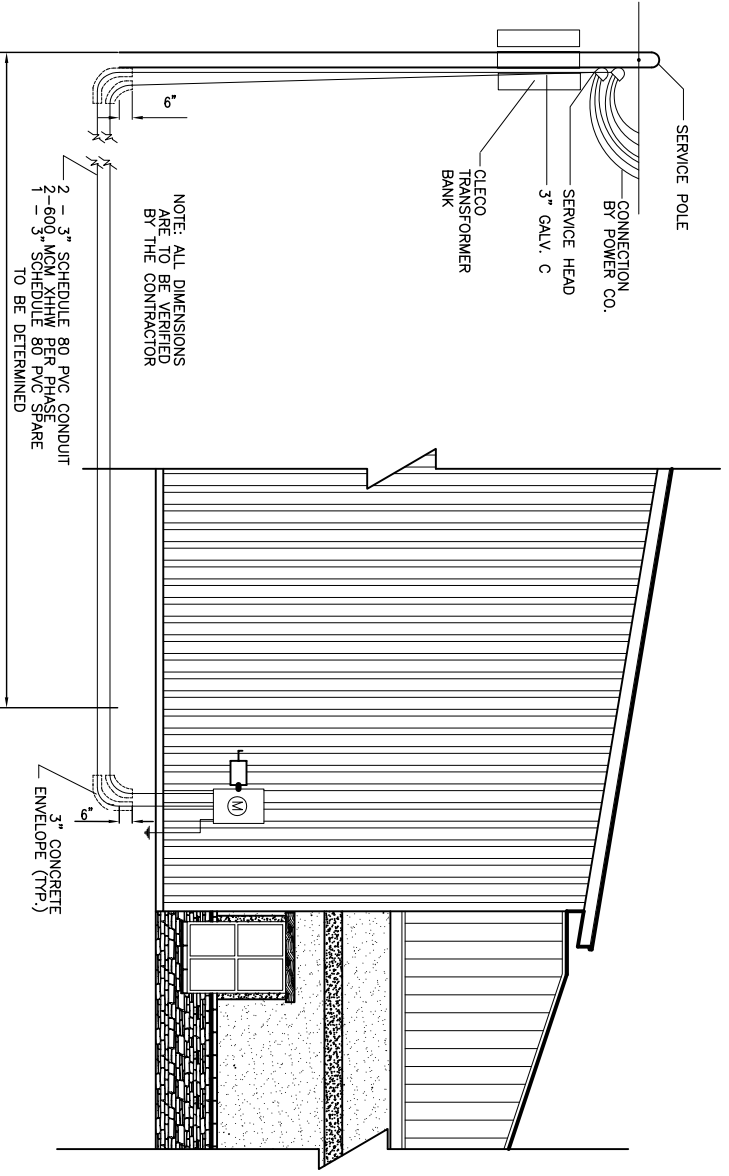 SERVICE POLE
CONNECTION
BY POWER CO.
SERVICE HEAD
3" GALV. C
CLECO
TRANSFORMER
BANK
NOTE: ALL DIMENSIONS
ARE TO BE VERIFIED
BY THE CONTRACTOR
6"
2 - 3" SCHEDULE 80 PVC CONDUIT
2-600 MCM XHHW PER PHASE
1 - 3" SCHEDULE 80 PVC SPARE
TO BE DETERMINED
M
6"
3" CONCRETE
ENVELOPE (TYP.)